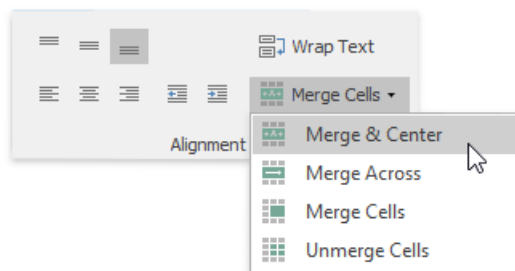 Wrap Text
Merge Cells
Alignment
Merge & Center
Merge Across
Merge Cells
Unmerge Cells